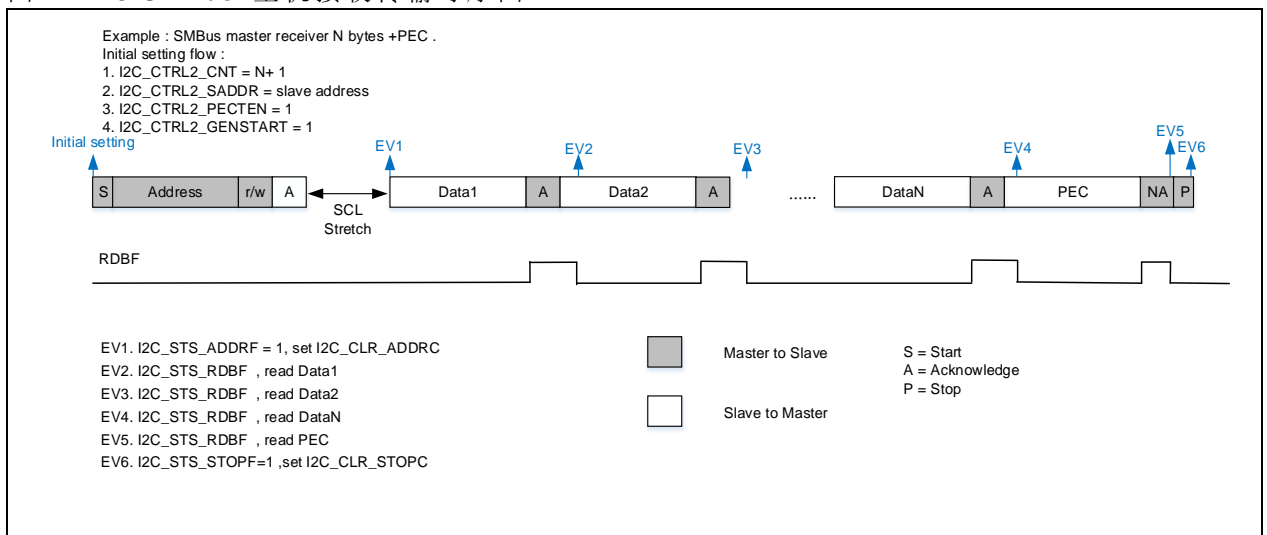 Example : SMBus master receiver N bytes +PEC .
Initial setting flow :
1. I2C_CTRL2_CNT = N+ 1
2. I2C_CTRL2_SADDR = slave address
3. I2C_CTRL2_PECTEN = 1
4. I2C_CTRL2_GENSTART = 1
Initial setting EV1 EV2 EV3 EV4 EV5 EV6
S Address r/w A Data1 A Data2 A ...... DataN A PEC NA P
SCL
Stretch
RDBF
EV1. I2C_STS_ADDRF = 1, set I2C_CLR_ADDRC
EV2. I2C_STS_RDBF , read Data1
EV3. I2C_STS_RDBF , read Data2
EV4. I2C_STS_RDBF , read DataN
EV5. I2C_STS_RDBF , read PEC
EV6. I2C_STS_STOPF=1 ,set I2C_CLR_STOPC
Master to Slave
Slave to Master
S = Start
A = Acknowledge
P = Stop